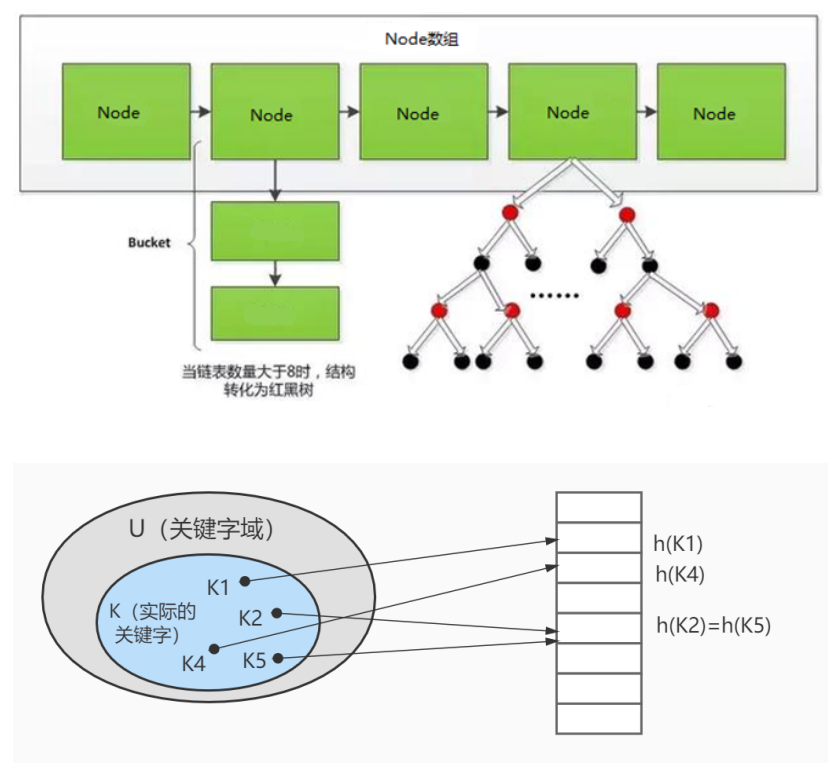 Node数组
Node
Node
Node
Node
Node
Bucket
当链表数量大于8时，结构
转化为红黑树
......
U（关键字域）
K1
K（实际的
关键字）
K2
K4
K5
h(K1)
h(K4)
h(K2)=h(K5)